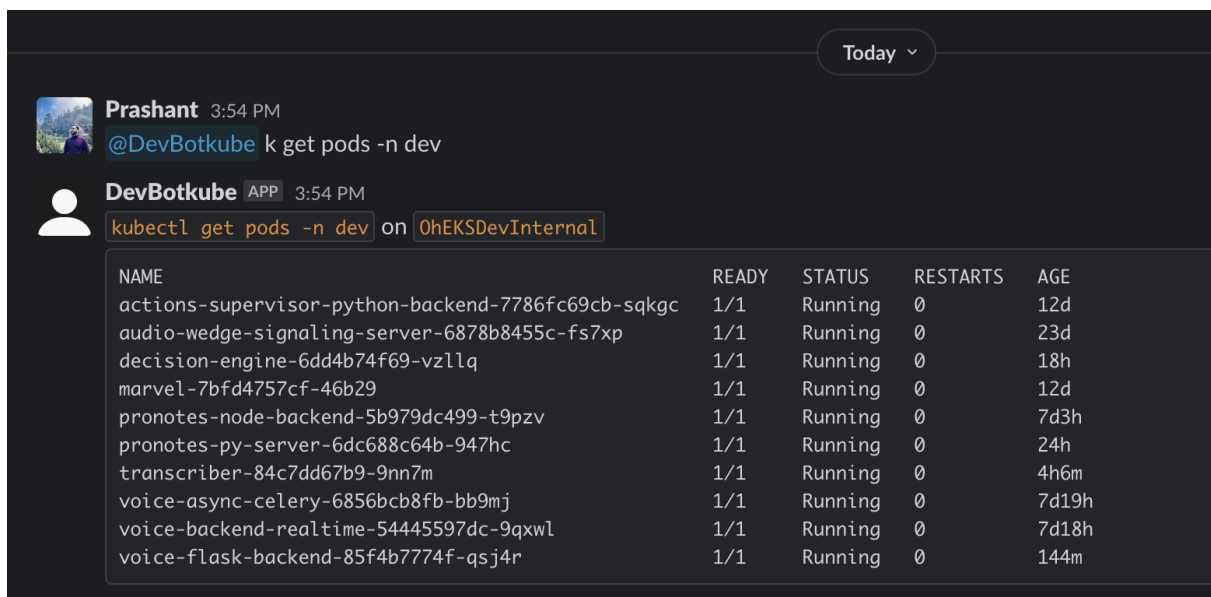 Today
Prashant 3:54 PM
@DevBotkube k get pods -n dev
DevBotkube APP 3:54 PM
kubectl get pods -n dev on OhEKSDevInternal
NAME READY STATUS RESTARTS AGE
actions-supervisor-python-backend-7786fc69cb-sqkgc 1/1 Running 0 12d
audio-wedge-signaling-server-6878b8455c-fs7xp 1/1 Running 0 23d
decision-engine-6dd4b74f69-vzllq 1/1 Running 0 18h
marvel-7bfd4757cf-46b29 1/1 Running 0 12d
pronotes-node-backend-5b979dc499-t9pzv 1/1 Running 0 7d3h
pronotes-py-server-6dc688c64b-947hc 1/1 Running 0 24h
transcriber-84c7dd67b9-9nn7m 1/1 Running 0 4h6m
voice-async-celery-6856bcb8fb-bb9mj 1/1 Running 0 7d19h
voice-backend-realtime-54445597dc-9qxwl 1/1 Running 0 7d18h
voice-flask-backend-85f4b7774f-qsj4r 1/1 Running 0 144m